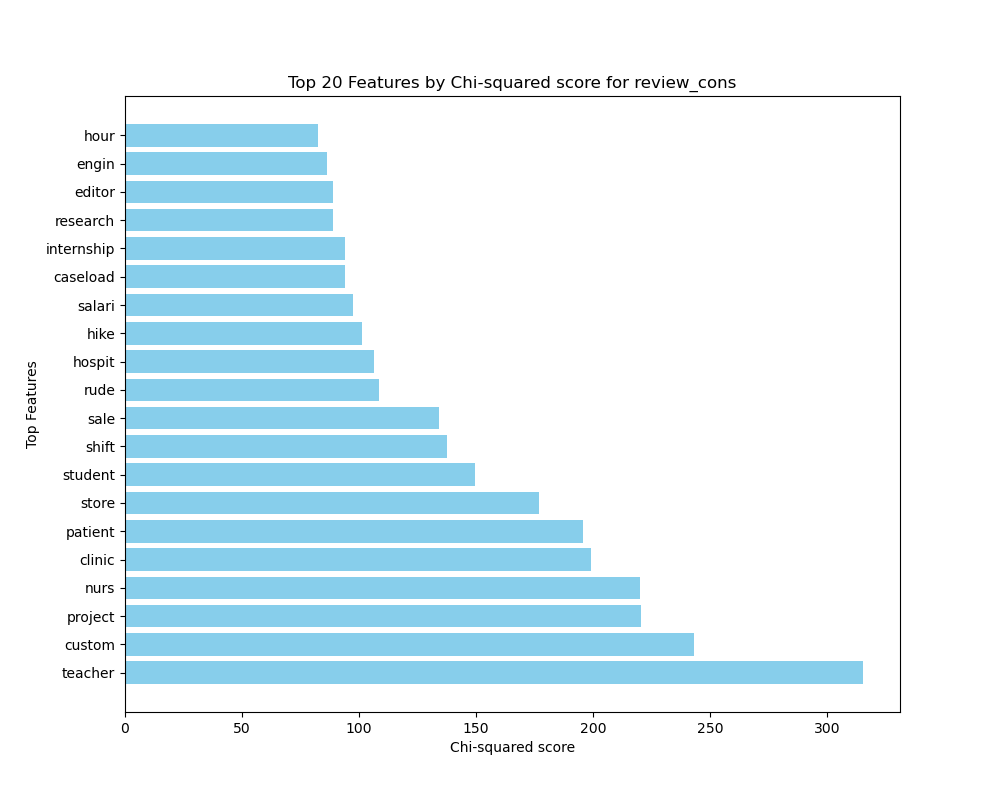 Top 20 Features by Chi-squared score for review_cons
hour
engin
editor
research
internship
caseload
salari
hike
hospit
rude
sale
shift
student
store
patient
clinic
nurs
project
custom
teacher
Top Features
0 50 100 150 200 250 300
Chi-squared score